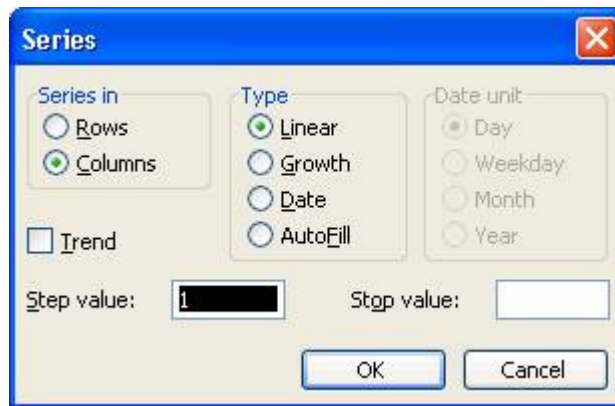 Series
Series in
Rows
Columns
Trend
Type
Linear
Growth
Date
AutoFill
Date unit
Day
Weekday
Month
Year
Step value: 1
Stop value:
OK
Cancel